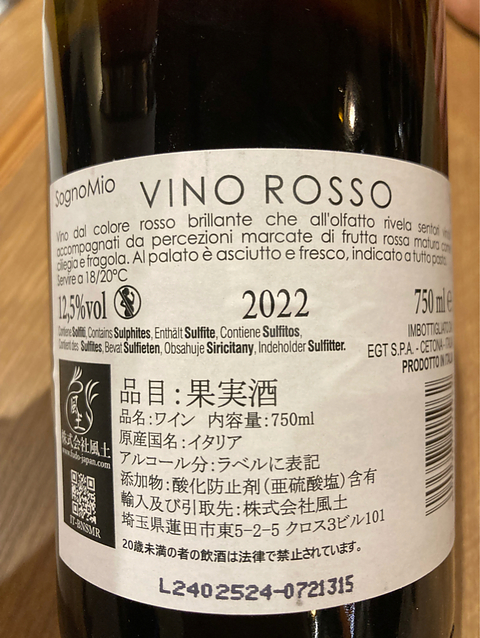 SognoMio VINO ROSSO
Vino dal colore rosso brillante che all'olfatto rivela sentori
accompagnati da percezioni marcate di frutta rossa matura
ciliegia e fragola. Al palato è asciutto e fresco, indicato a tutto pasto.
Servire a 18/20°C
12,5%vol 2022 750 ml e
Contiene Solfiti, Contains Sulphites, Enthält Sulfite, Contiene Sulfitos,
Contient des Sulfites, Bevat Sulfieten, Obsahuje Siricitany, Indeholder Sulfitter.
IMBOTTIGLIATO
EGT S.P.A. - CETONA -
PRODOTTO IN
風土
株式会社風土
www.fudo-japan.com
IT-BNSMR
品目:果実酒
品名:ワイン 内容量:750ml
原産国名:イタリア
アルコール分:ラベルに表記
添加物:酸化防止剤(亜硫酸塩)含有
輸入及び引取先:株式会社風土
埼玉県蓮田市東5-2-5 クロス3ビル101
20歳未満の者の飲酒は法律で禁止されています。
L2402524-0721315